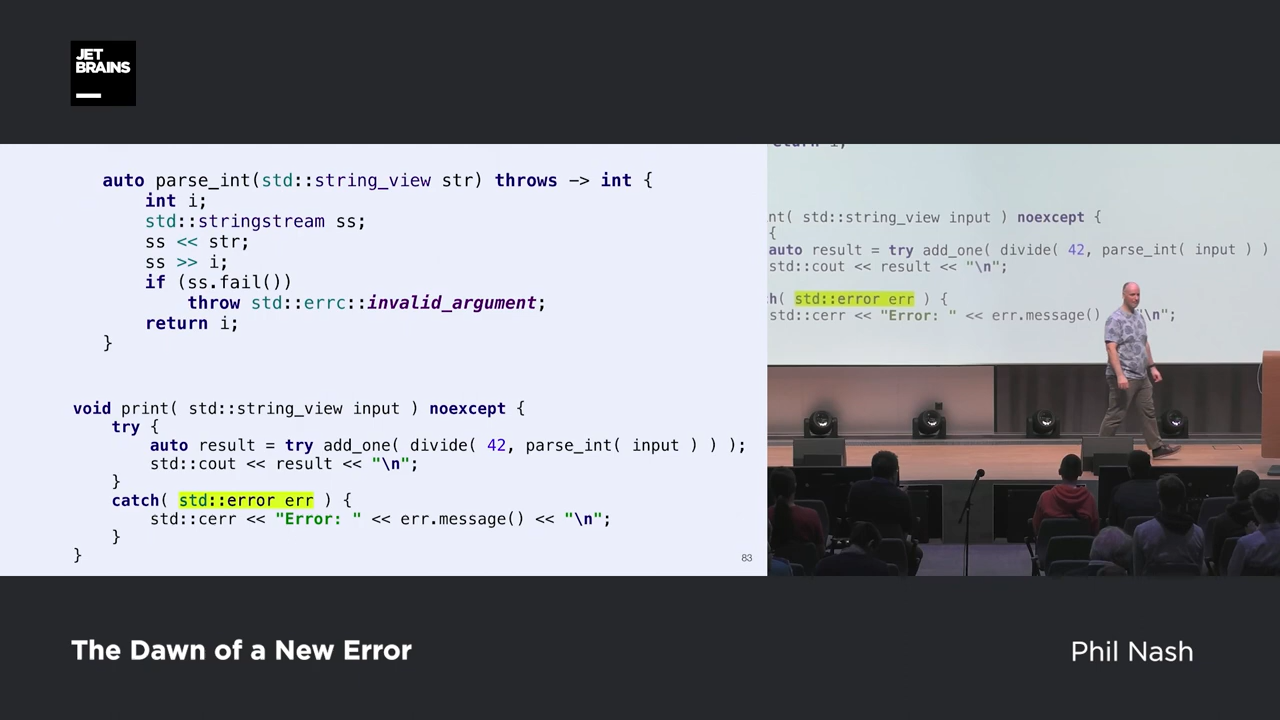 JET
BRAINS
auto parse_int(std::string_view str) throws -> int {
int i;
std::stringstream ss;
ss << str;
ss >> i;
if (ss.fail())
throw std::errc::invalid_argument;
return i;
}
void print( std::string_view input ) noexcept {
try {
auto result = try add_one( divide( 42, parse_int( input ) ) );
std::cout << result << "\n";
}
catch( std::error err ) {
std::cerr << "Error: " << err.message() << "\n";
}
}
83
nt( std::string_view input ) noexcept {
{
auto result = try add_one( divide( 42, parse_int( input ) )
std::cout << result << "\n";
h( std::error err ) {
std::cerr << "Error: " << err.message() \n";
The Dawn of a New Error
Phil Nash